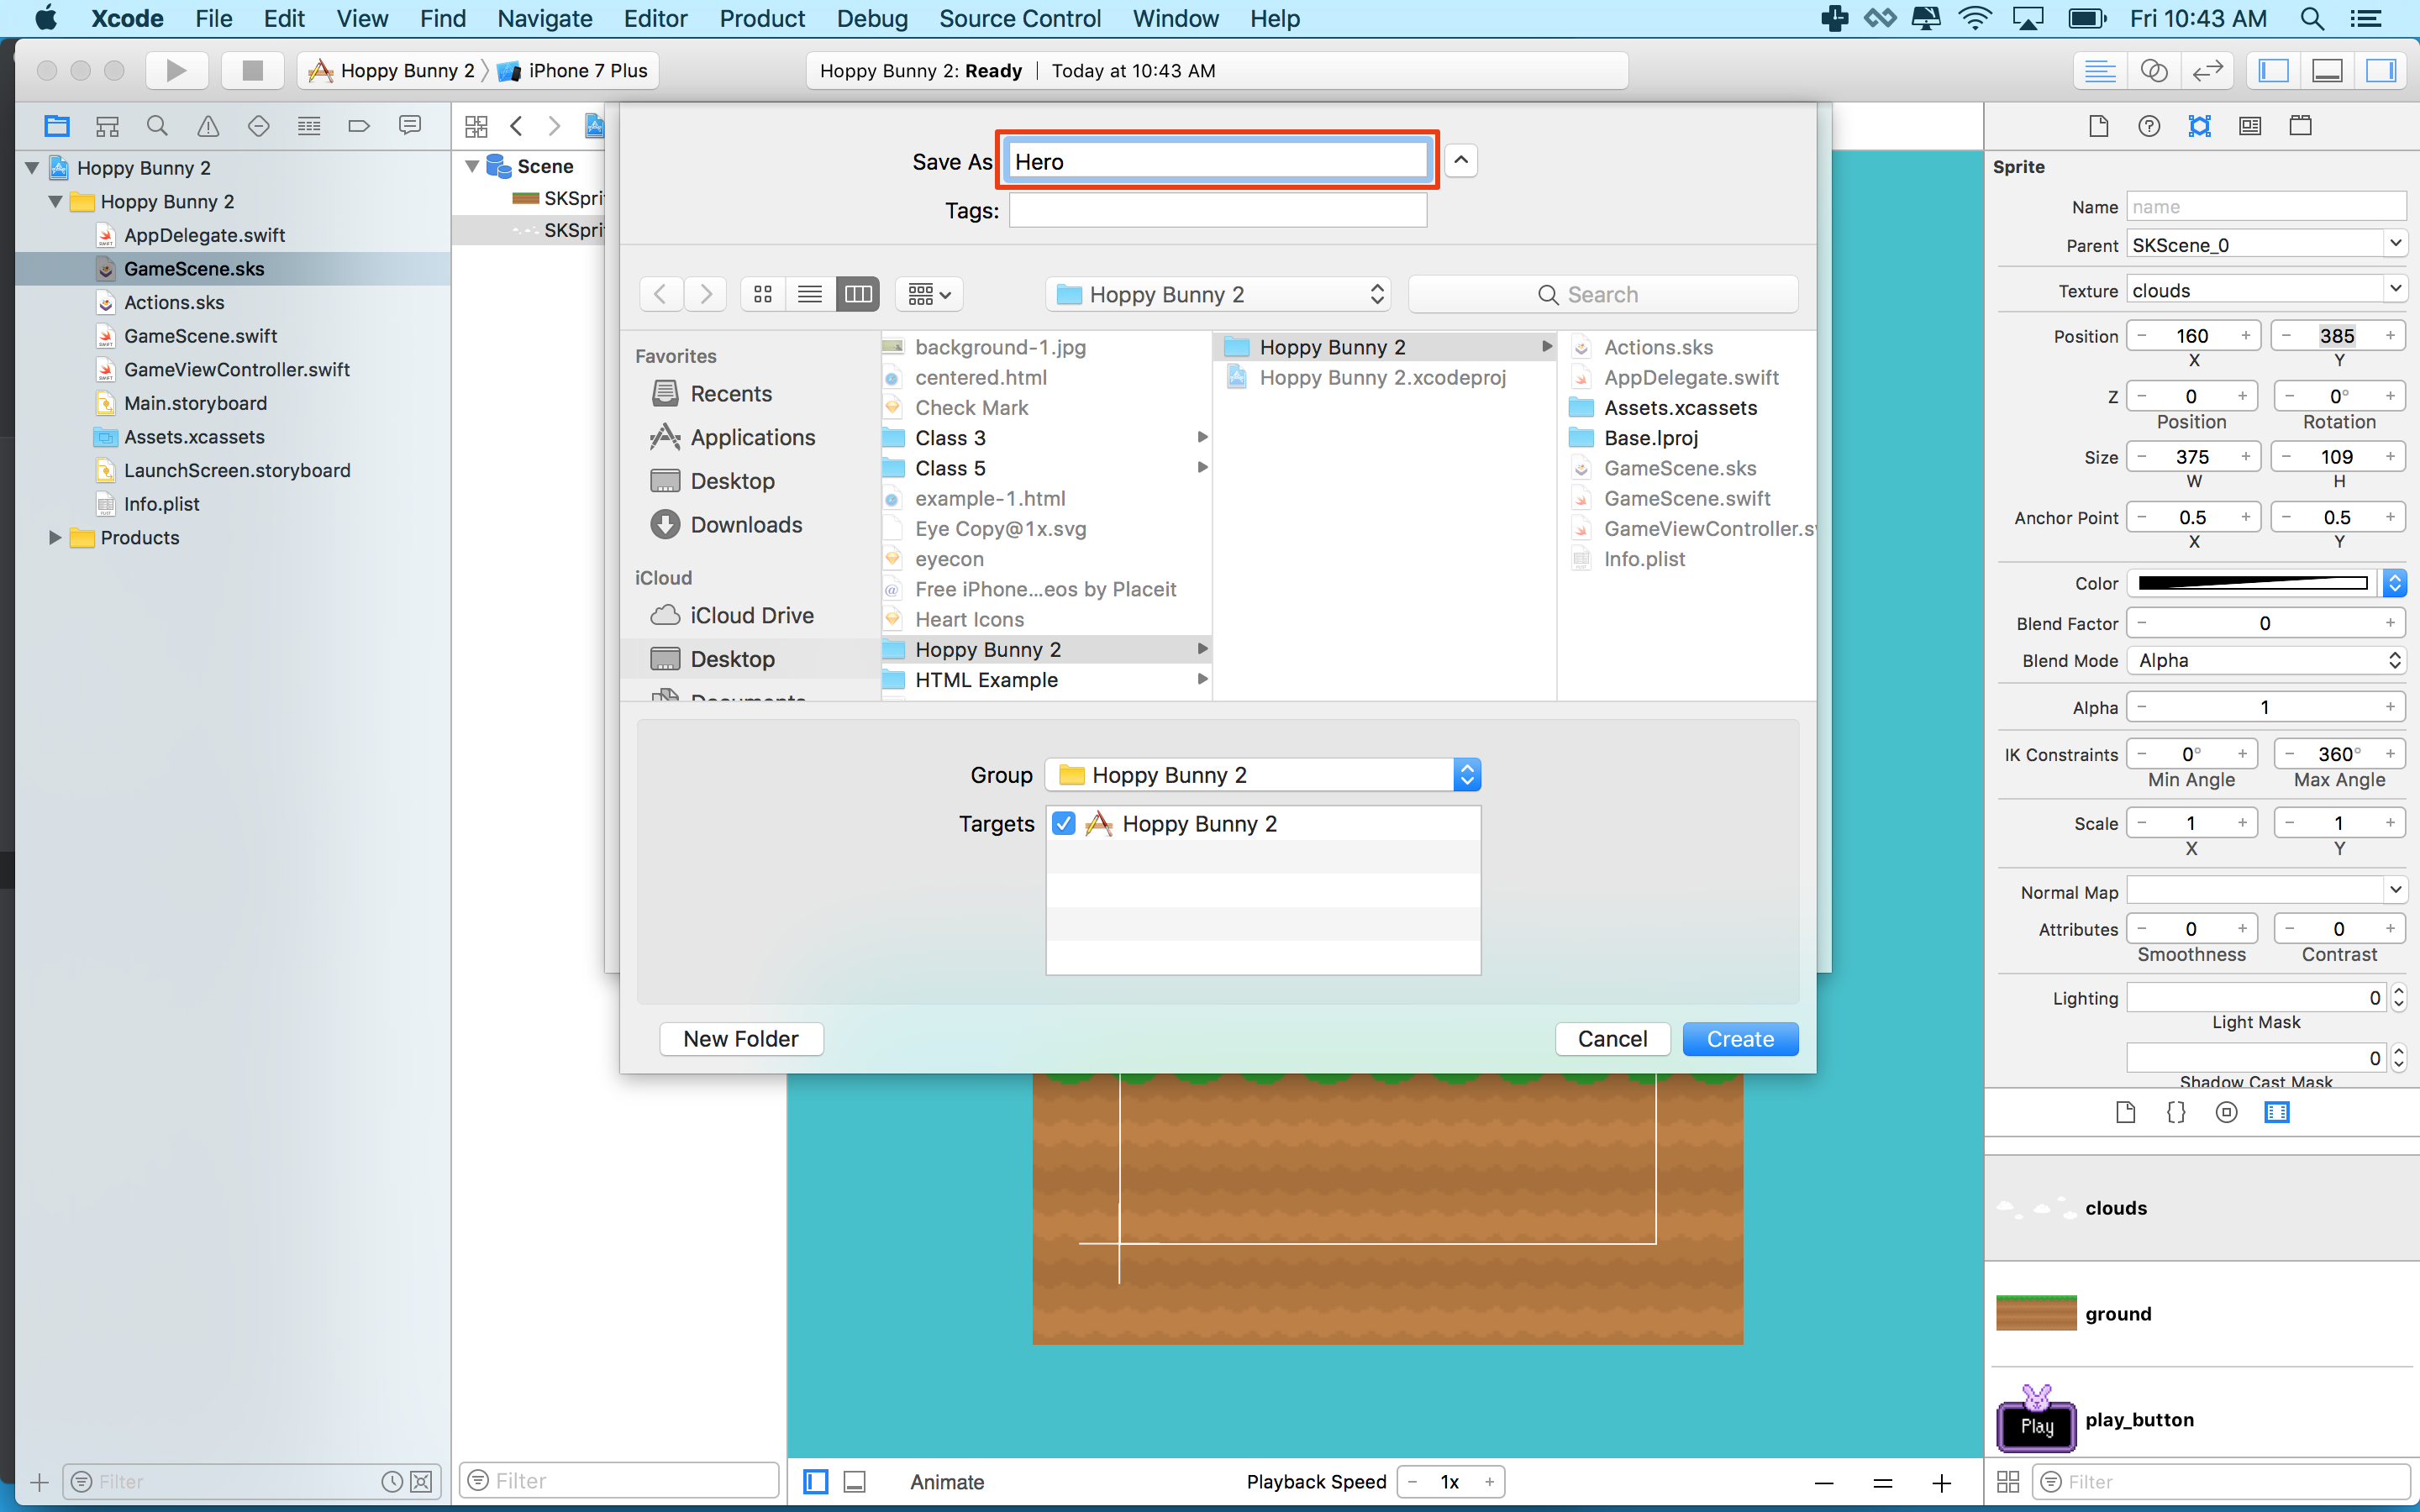 Xcode File Edit View Find Navigate Editor Product Debug Source Control Window Help Fri 10:43 AM
Hoppy Bunny 2 iPhone 7 Plus
Hoppy Bunny 2: Ready | Today at 10:43 AM
Hoppy Bunny 2
Hoppy Bunny 2
AppDelegate.swift
GameScene.sks
Actions.sks
GameScene.swift
GameViewController.swift
Main.storyboard
Assets.xcassets
LaunchScreen.storyboard
Info.plist
Products
Filter
Scene
SKSprit
SKSprit
Filter
Save As Hero
Tags:
Hoppy Bunny 2
Search
Favorites
Recents
Applications
Desktop
Downloads
iCloud
iCloud Drive
Desktop
Documents
background-1.jpg
centered.html
Check Mark
Class 3
Class 5
example-1.html
Eye Copy@1x.svg
eyecon
Free iPhone...eos by Placeit
Heart Icons
Hoppy Bunny 2
HTML Example
Hoppy Bunny 2
Hoppy Bunny 2.xcodeproj
Actions.sks
AppDelegate.swift
Assets.xcassets
Base.lproj
GameScene.sks
GameScene.swift
GameViewController.sw
Info.plist
Group Hoppy Bunny 2
Targets Hoppy Bunny 2
New Folder Cancel Create
Animate
Playback Speed − 1x +
Sprite
Name name
Parent SKScene_0
Texture clouds
Position − 160 + − 385 +
X Y
Z − 0 + − 0° +
Position Rotation
Size − 375 + − 109 +
W H
Anchor Point − 0.5 + − 0.5 +
X Y
Color
Blend Factor − 0 +
Blend Mode Alpha
Alpha − 1 +
IK Constraints − 0° + − 360° +
Min Angle Max Angle
Scale − 1 + − 1 +
X Y
Normal Map
Attributes − 0 + − 0 +
Smoothness Contrast
Lighting 0
Light Mask
0
Shadow Cast Mask
clouds
ground
Play
play_button
Filter